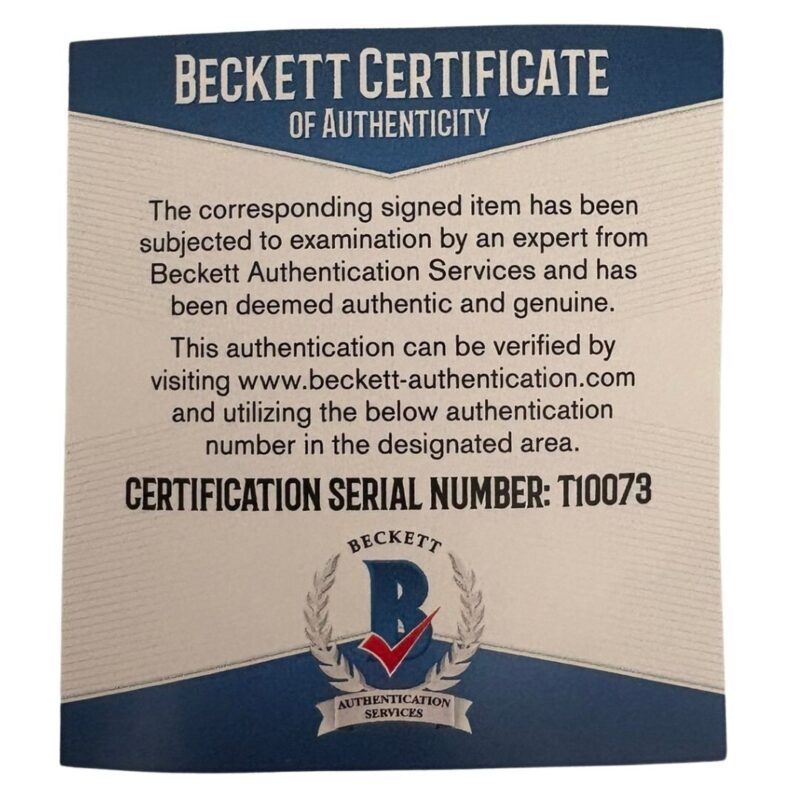 BECKETT CERTIFICATE
OF AUTHENTICITY
The corresponding signed item has been
subjected to examination by an expert from
Beckett Authentication Services and has
been deemed authentic and genuine.
This authentication can be verified by
visiting www.beckett-authentication.com
and utilizing the below authentication
number in the designated area.
CERTIFICATION SERIAL NUMBER: T10073
BECKETT
B
AUTHENTICATION
SERVICES